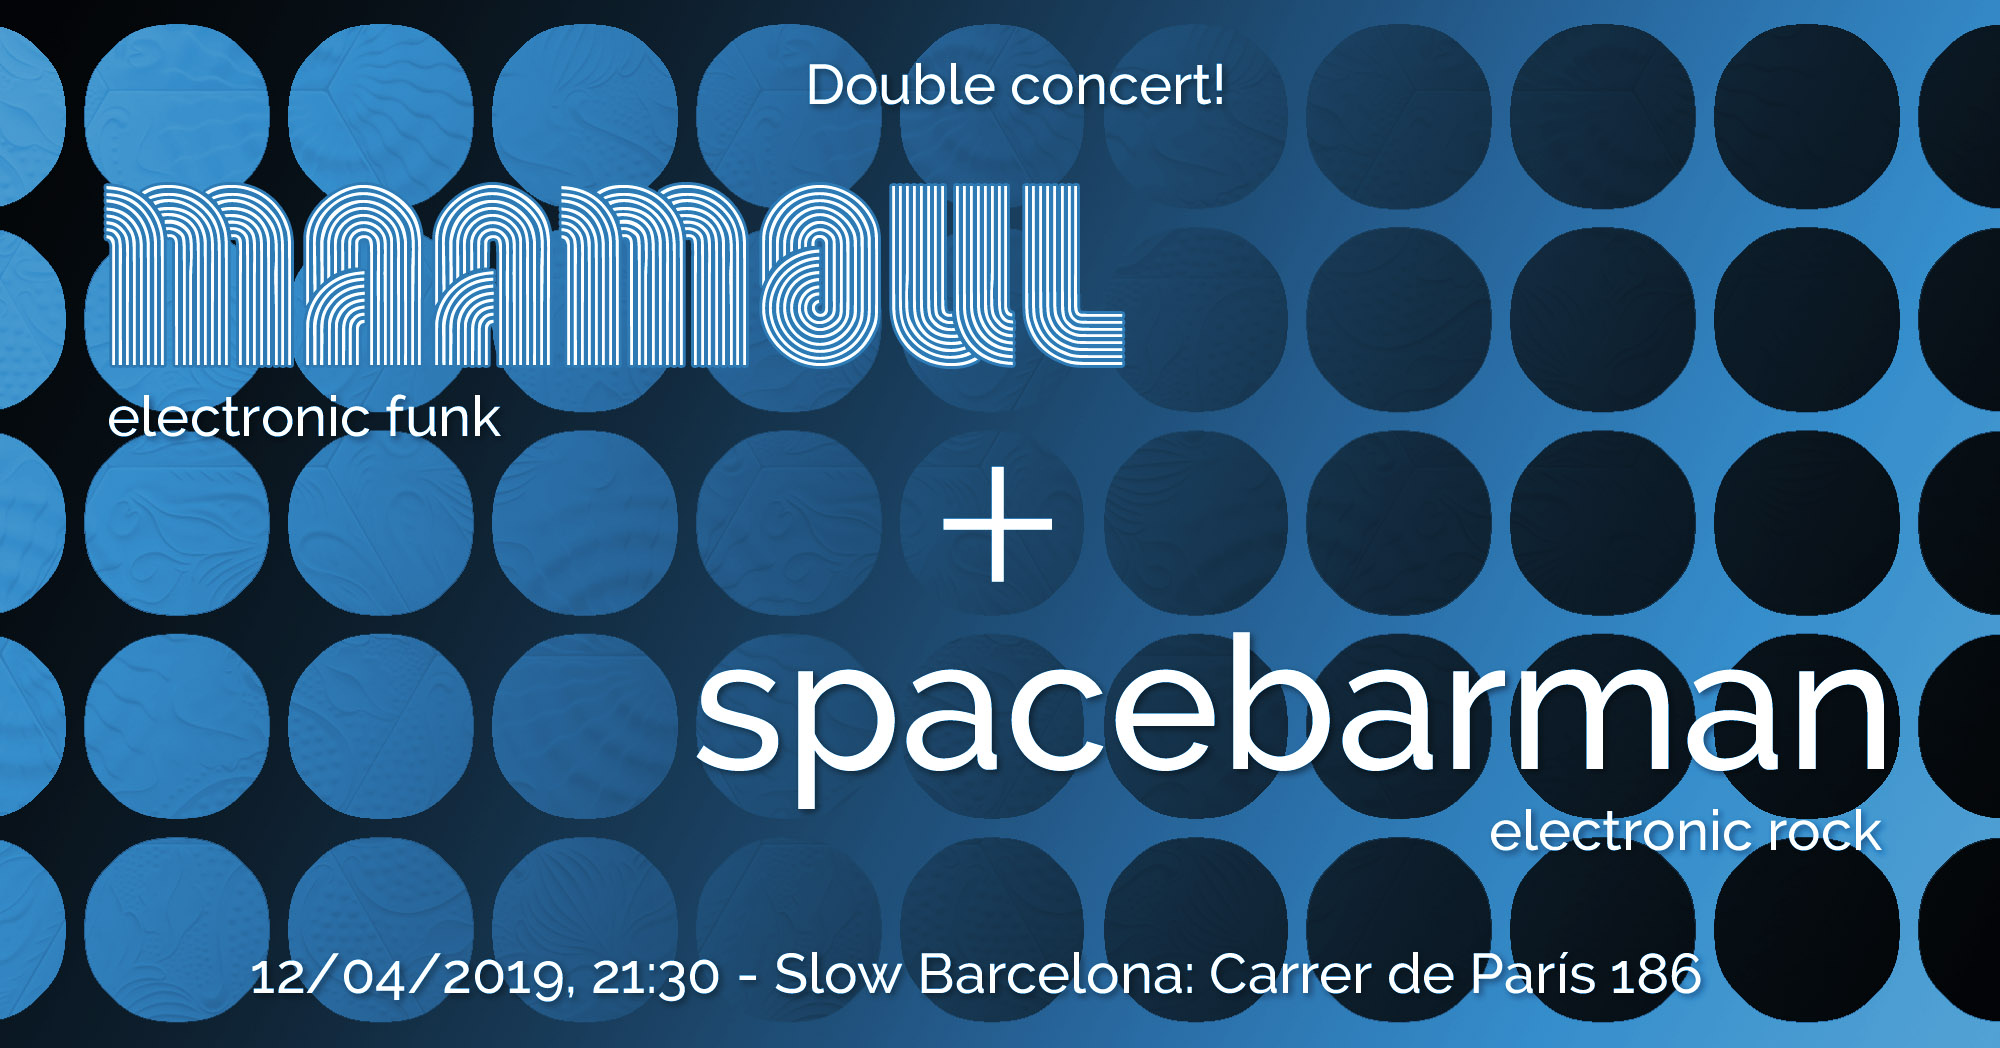 Double concert!
maamoul
electronic funk
+
spacebarman
electronic rock
12/04/2019, 21:30 - Slow Barcelona: Carrer de París 186